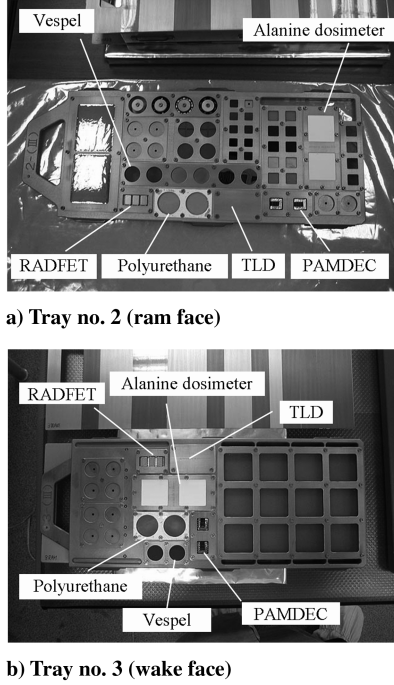 Vespel
Alanine dosimeter
RADFET
Polyurethane
TLD
PAMDEC
a) Tray no. 2 (ram face)
RADFET
Alanine dosimeter
TLD
Polyurethane
Vespel
PAMDEC
b) Tray no. 3 (wake face)